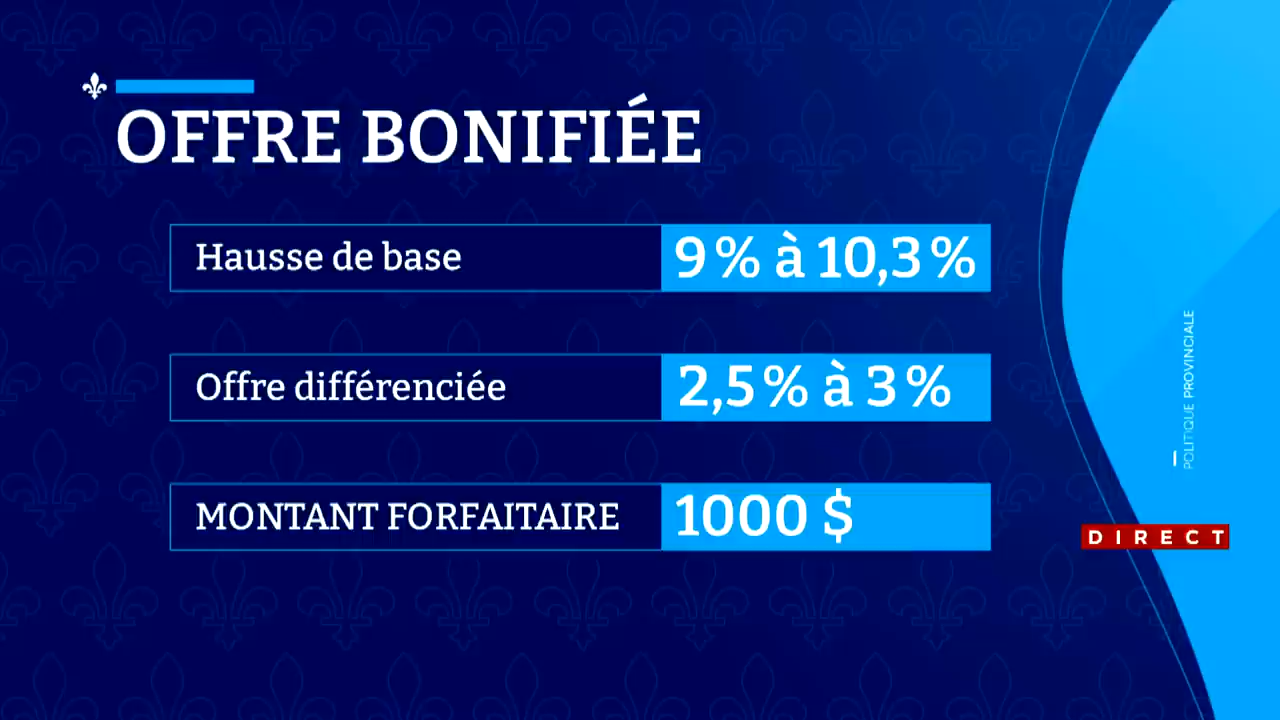 OFFRE BONIFIÉE
Hausse de base
9 % à 10,3 %
Offre différenciée
2,5 % à 3 %
MONTANT FORFAITAIRE
1000 $
POLITIQUE PROVINCIALE
DIRECT